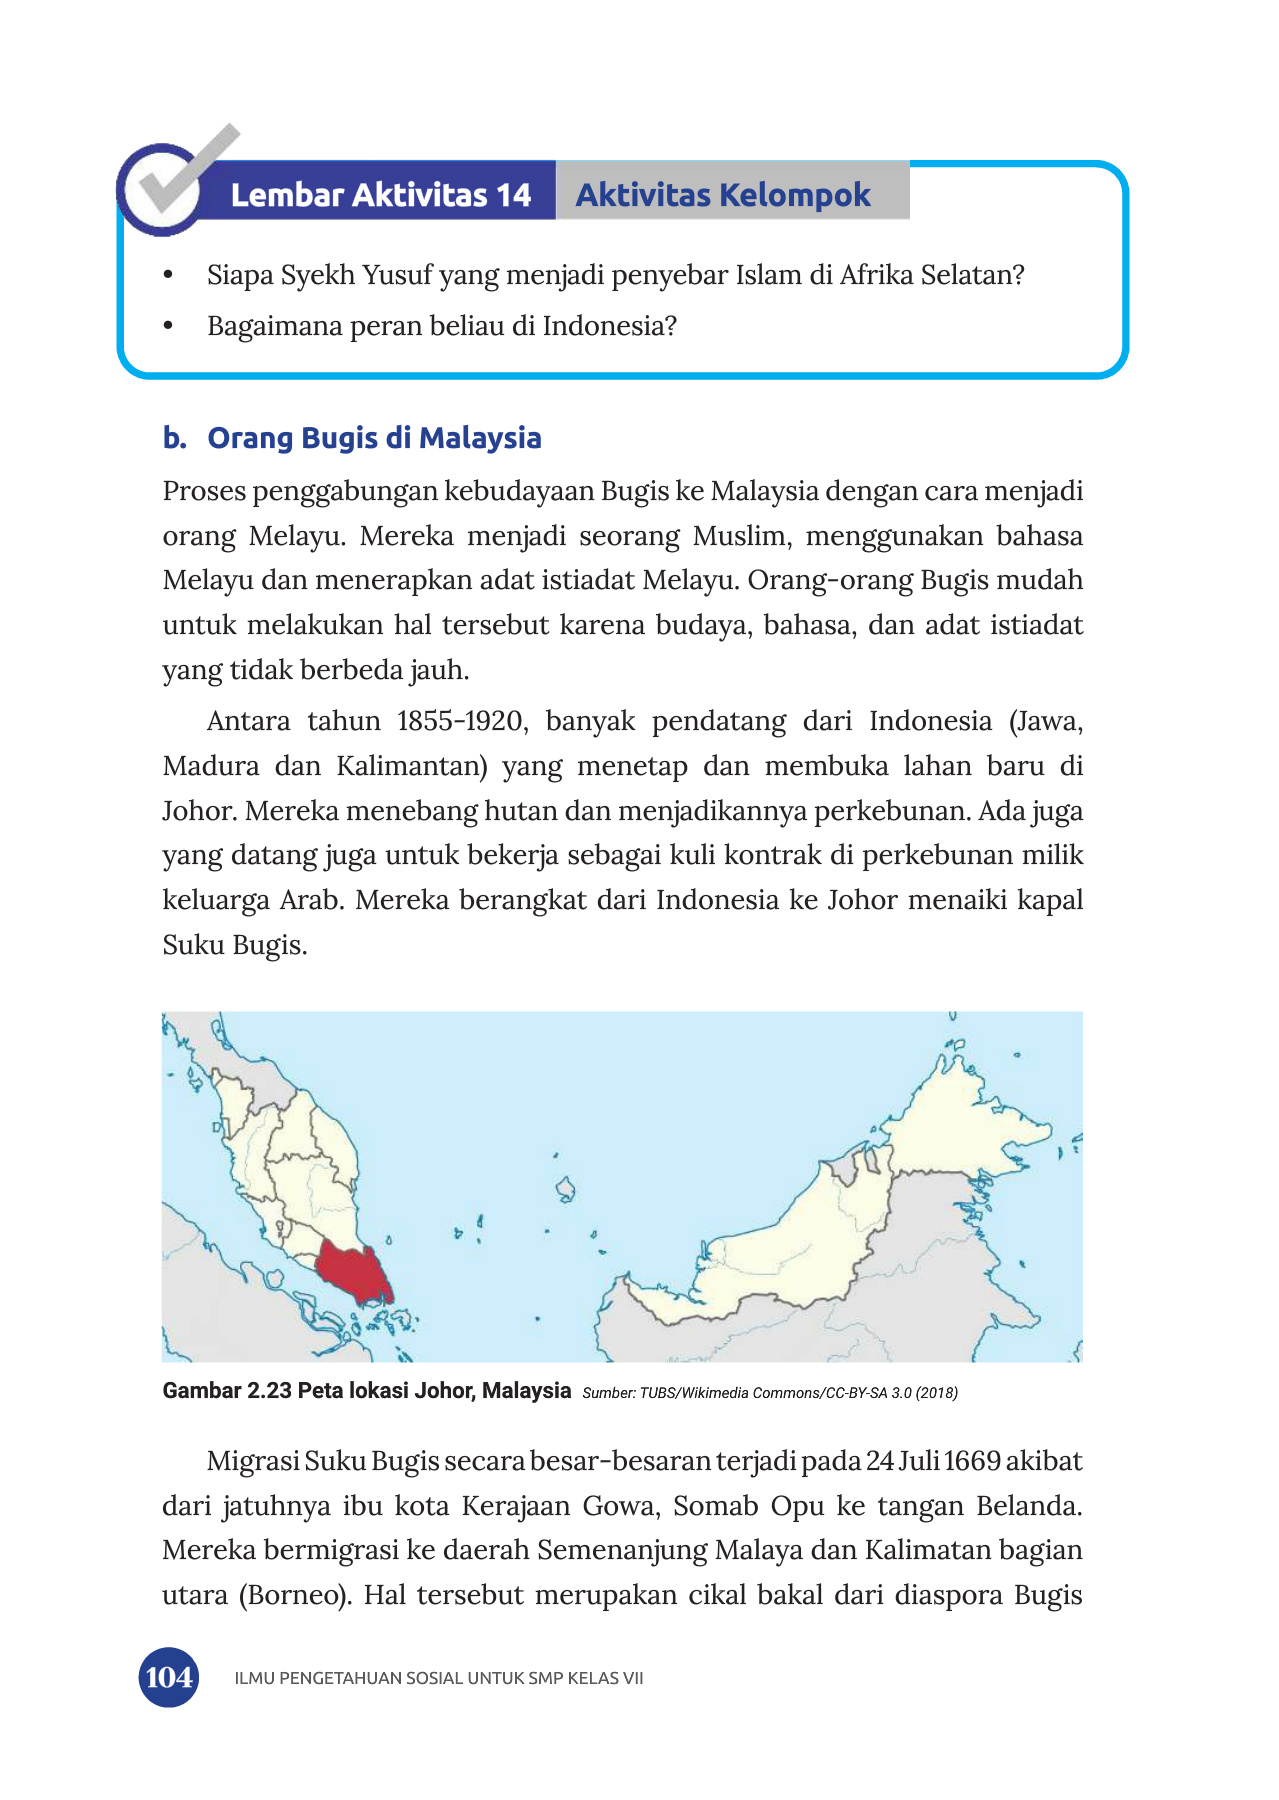 Lembar Aktivitas 14 Aktivitas Kelompok
• Siapa Syekh Yusuf yang menjadi penyebar Islam di Afrika Selatan?
• Bagaimana peran beliau di Indonesia?
b. Orang Bugis di Malaysia
Proses penggabungan kebudayaan Bugis ke Malaysia dengan cara menjadi
orang Melayu. Mereka menjadi seorang Muslim, menggunakan bahasa
Melayu dan menerapkan adat istiadat Melayu. Orang-orang Bugis mudah
untuk melakukan hal tersebut karena budaya, bahasa, dan adat istiadat
yang tidak berbeda jauh.
Antara tahun 1855-1920, banyak pendatang dari Indonesia (Jawa,
Madura dan Kalimantan) yang menetap dan membuka lahan baru di
Johor. Mereka menebang hutan dan menjadikannya perkebunan. Ada juga
yang datang juga untuk bekerja sebagai kuli kontrak di perkebunan milik
keluarga Arab. Mereka berangkat dari Indonesia ke Johor menaiki kapal
Suku Bugis.
Gambar 2.23 Peta lokasi Johor, Malaysia Sumber: TUBS/Wikimedia Commons/CC-BY-SA 3.0 (2018)
Migrasi Suku Bugis secara besar-besaran terjadi pada 24 Juli 1669 akibat
dari jatuhnya ibu kota Kerajaan Gowa, Somab Opu ke tangan Belanda.
Mereka bermigrasi ke daerah Semenanjung Malaya dan Kalimatan bagian
utara (Borneo). Hal tersebut merupakan cikal bakal dari diaspora Bugis
104 ILMU PENGETAHUAN SOSIAL UNTUK SMP KELAS VII